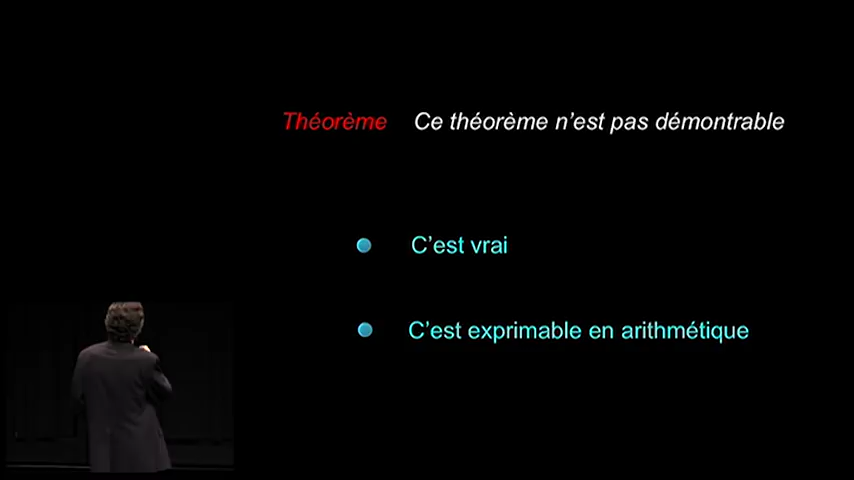 Théorème Ce théorème n'est pas démontrable
C'est vrai
C'est exprimable en arithmétique